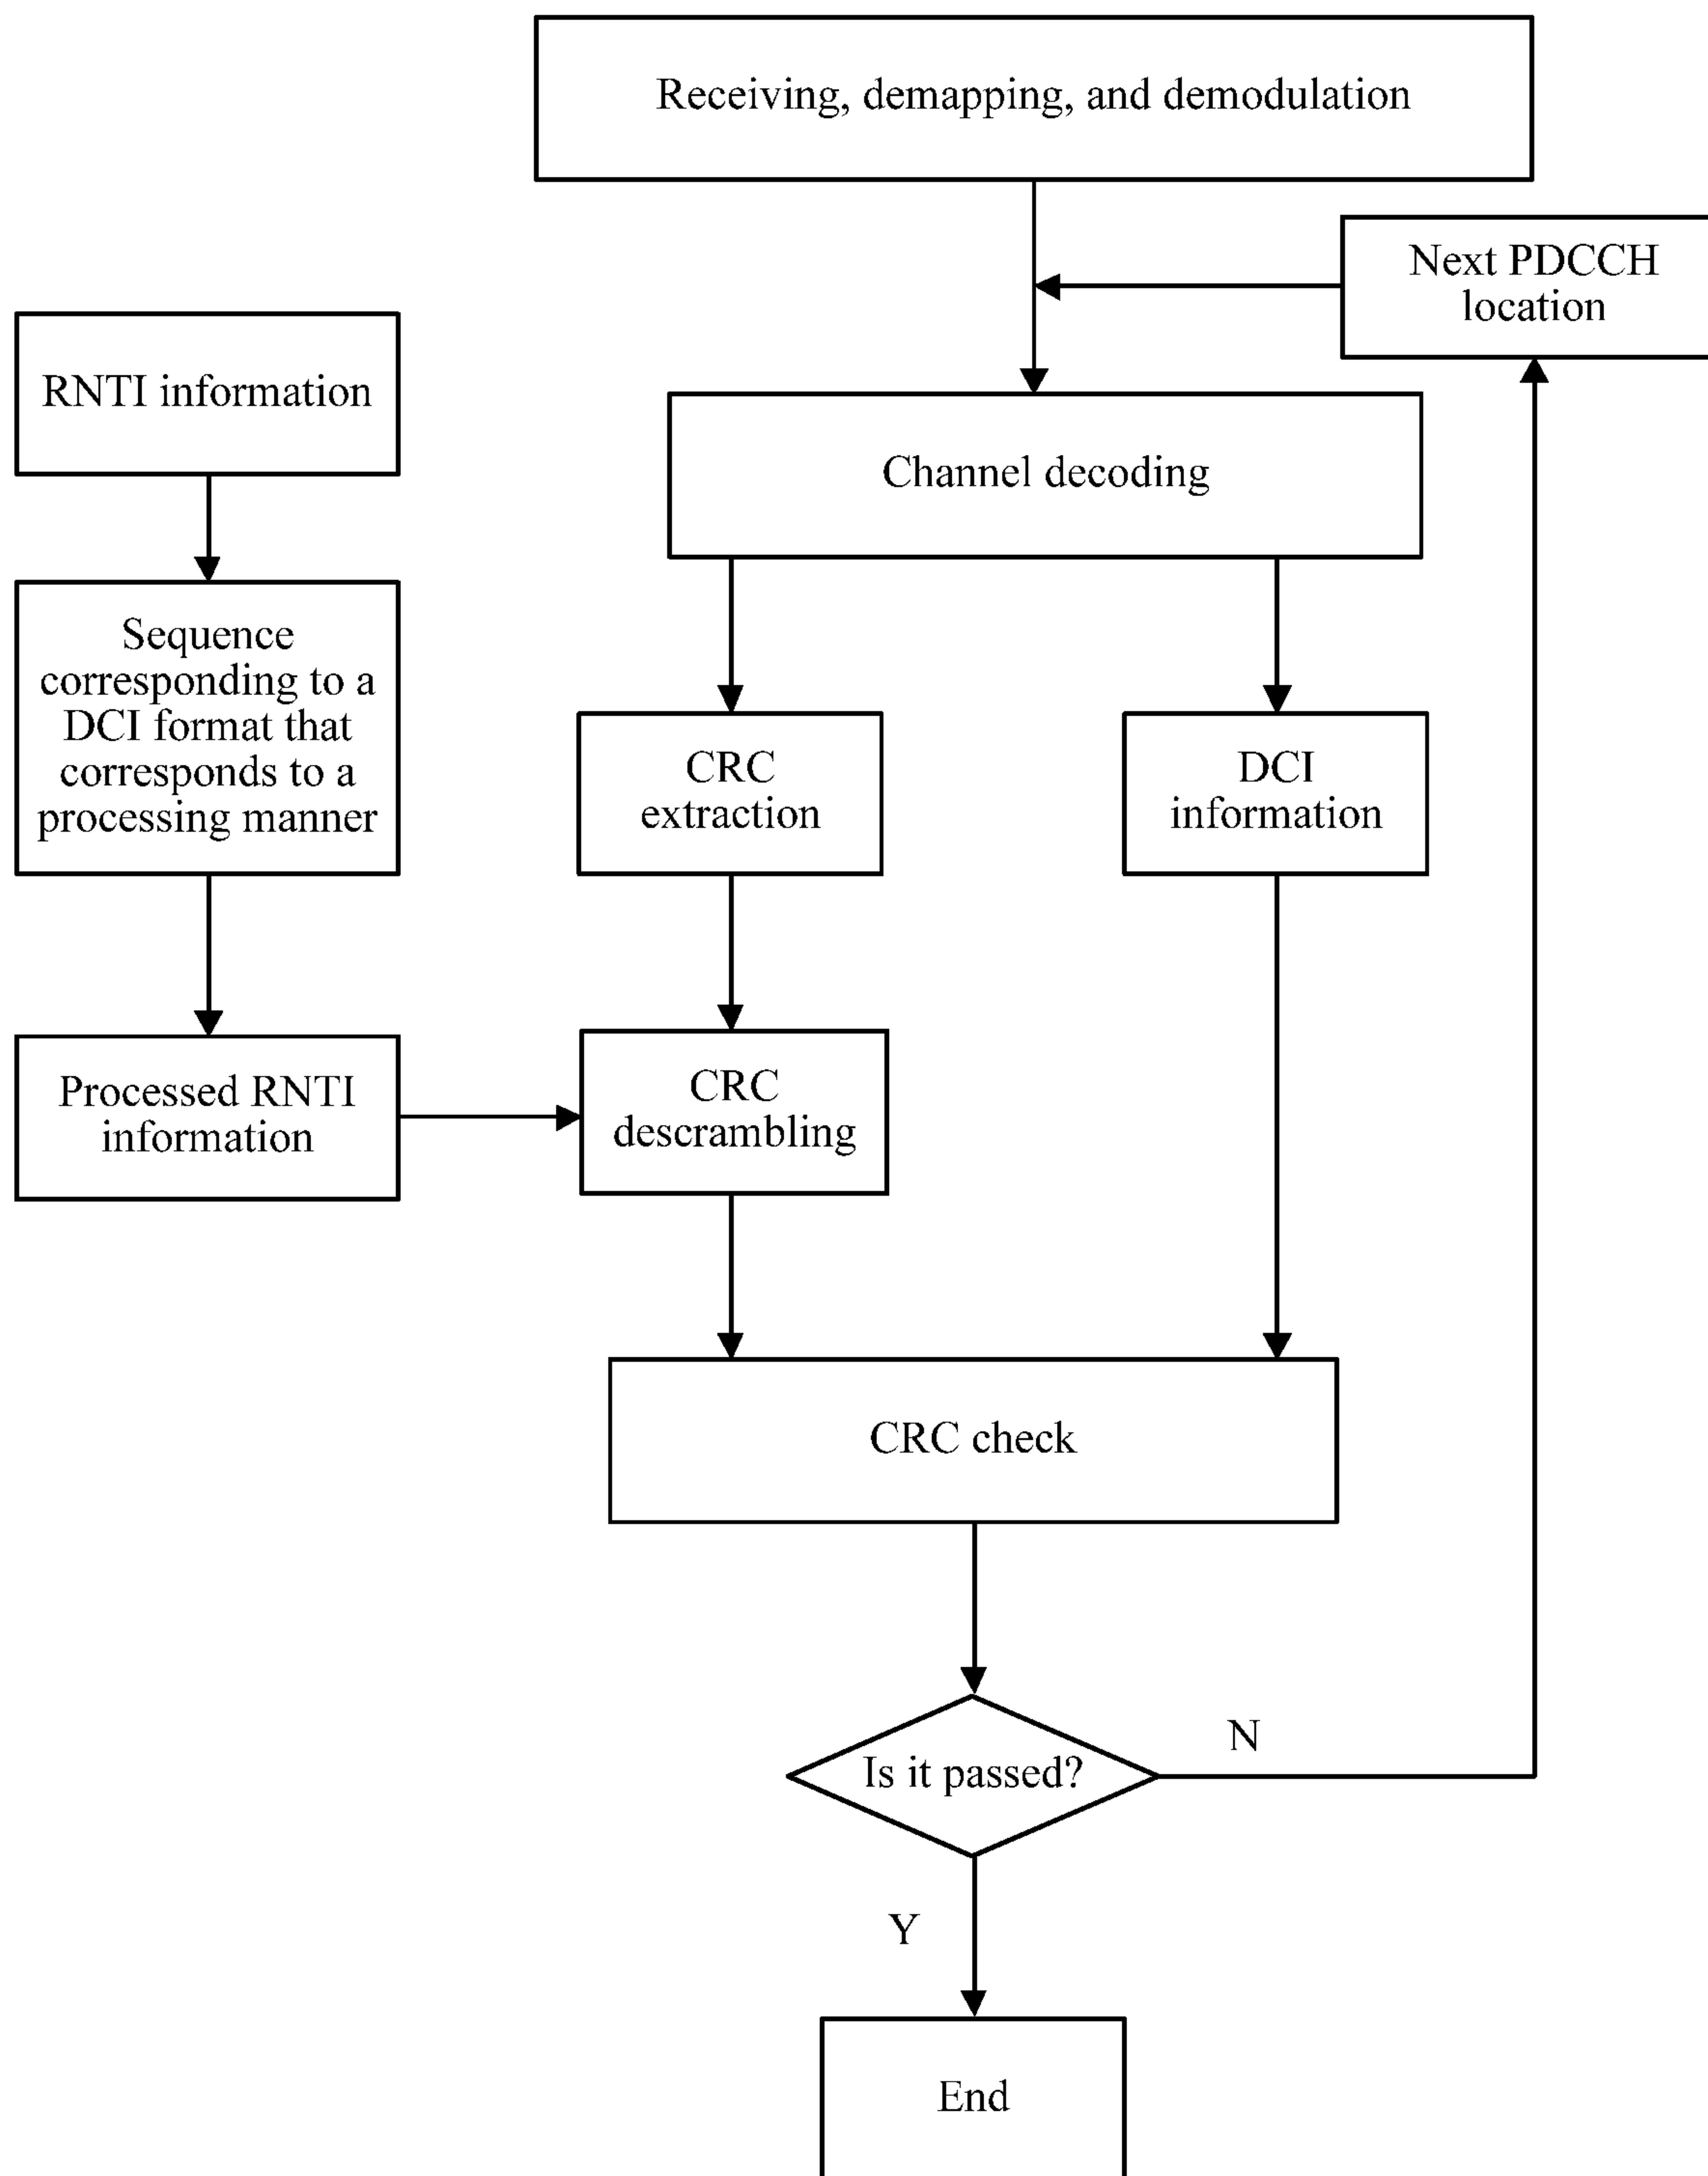 Receiving, demapping, and demodulation
Next PDCCH
location
RNTI information
Channel decoding
Sequence
corresponding to a
DCI format that
corresponds to a
processing manner
CRC
extraction
DCI
information
Processed RNTI
information
CRC
descrambling
CRC check
Is it passed?
N
Y
End